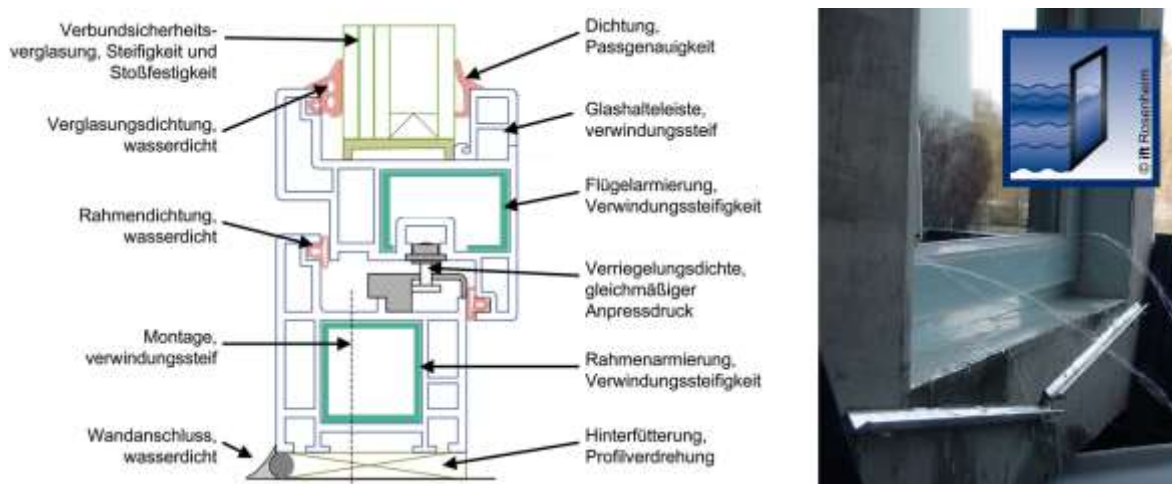 Verbundsicherheits-
verglasung, Steifigkeit und
Stoßfestigkeit
Verglasungsdichtung,
wasserdicht
Rahmendichtung,
wasserdicht
Montage,
verwindungssteif
Wandanschluss,
wasserdicht
Dichtung,
Passgenauigkeit
Glashalteleiste,
verwindungssteif
Flügelarmierung,
Verwindungssteifigkeit
Verriegelungsdichte,
gleichmäßiger
Anpressdruck
Rahmenarmierung,
Verwindungssteifigkeit
Hinterfütterung,
Profilverdrehung
© ift Rosenheim